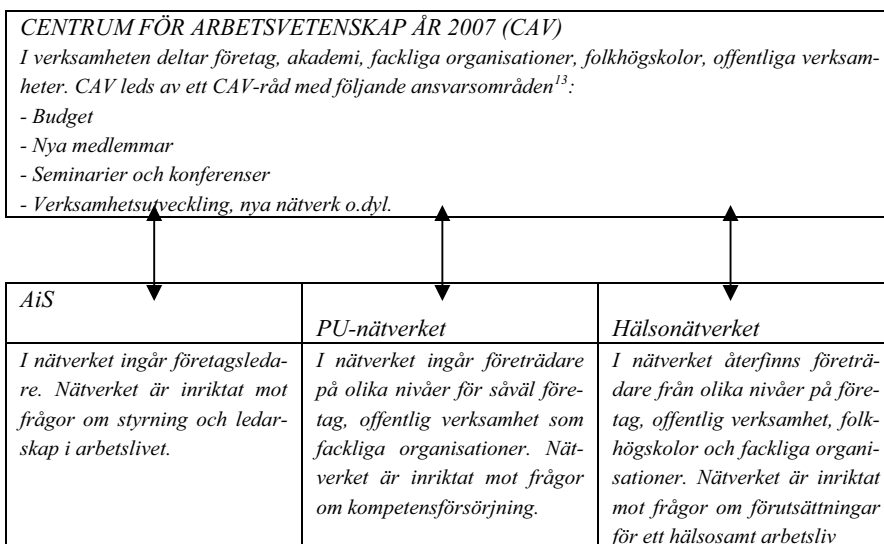 CENTRUM FÖR ARBETSVETENSKAP ÅR 2007 (CAV)
I verksamheten deltar företag, akademi, fackliga organisationer, folkhögskolor, offentliga verksam-
heter. CAV leds av ett CAV-råd med följande ansvarsområden13:
- Budget
- Nya medlemmar
- Seminarier och konferenser
- Verksamhetsutveckling, nya nätverk o.dyl.
AiS
I nätverket ingår företagsleda-
re. Nätverket är inriktat mot
frågor om styrning och ledar-
skap i arbetslivet.
PU-nätverket
I nätverket ingår företrädare
på olika nivåer för såväl före-
tag, offentlig verksamhet som
fackliga organisationer. Nät-
verket är inriktat mot frågor
om kompetensförsörjning.
Hälsonätverket
I nätverket återfinns företrä-
dare från olika nivåer på före-
tag, offentlig verksamhet, folk-
högskolor och fackliga organi-
sationer. Nätverket är inriktat
mot frågor om förutsättningar
för ett hälsosamt arbetsliv